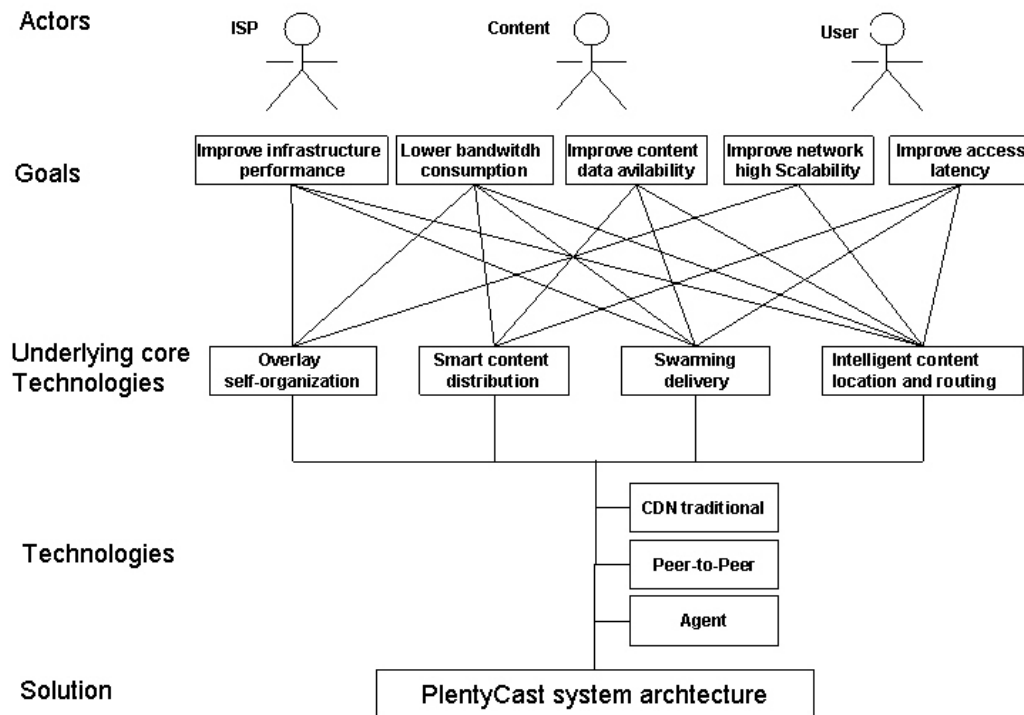 Actors
ISP
Content
User
Goals
Improve infrastructure
performance
Lower bandwitdh
consumption
Improve content
data avilability
Improve network
high Scalability
Improve access
latency
Underlying core
Technologies
Overlay
self-organization
Smart content
distribution
Swarming
delivery
Intelligent content
location and routing
Technologies
CDN traditional
Peer-to-Peer
Agent
Solution
PlentyCast system archtecture